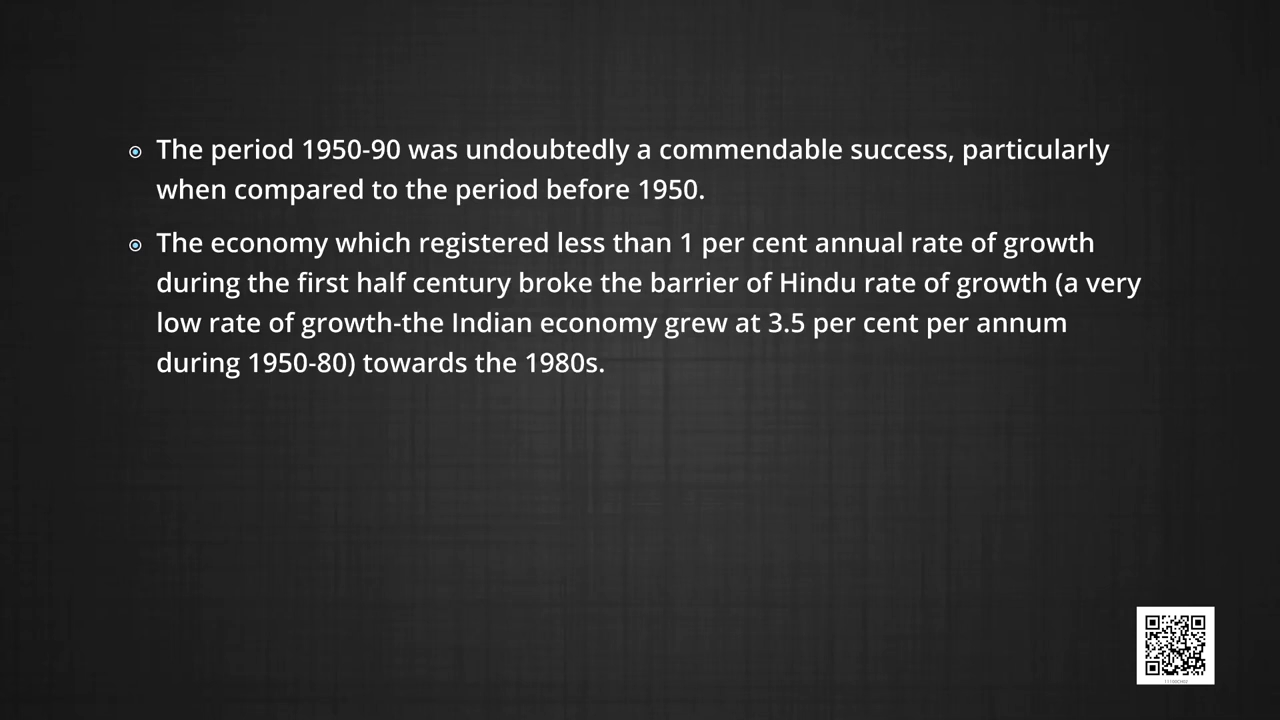 The period 1950-90 was undoubtedly a commendable success, particularly
when compared to the period before 1950.
The economy which registered less than 1 per cent annual rate of growth
during the first half century broke the barrier of Hindu rate of growth (a very
low rate of growth-the Indian economy grew at 3.5 per cent per annum
during 1950-80) towards the 1980s.